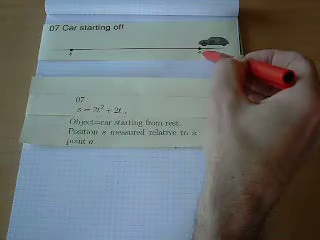 07 Car starting off
07
s = 2t² + 2t ,
Object=car starting from rest.
Position s measured relative to a
point o.